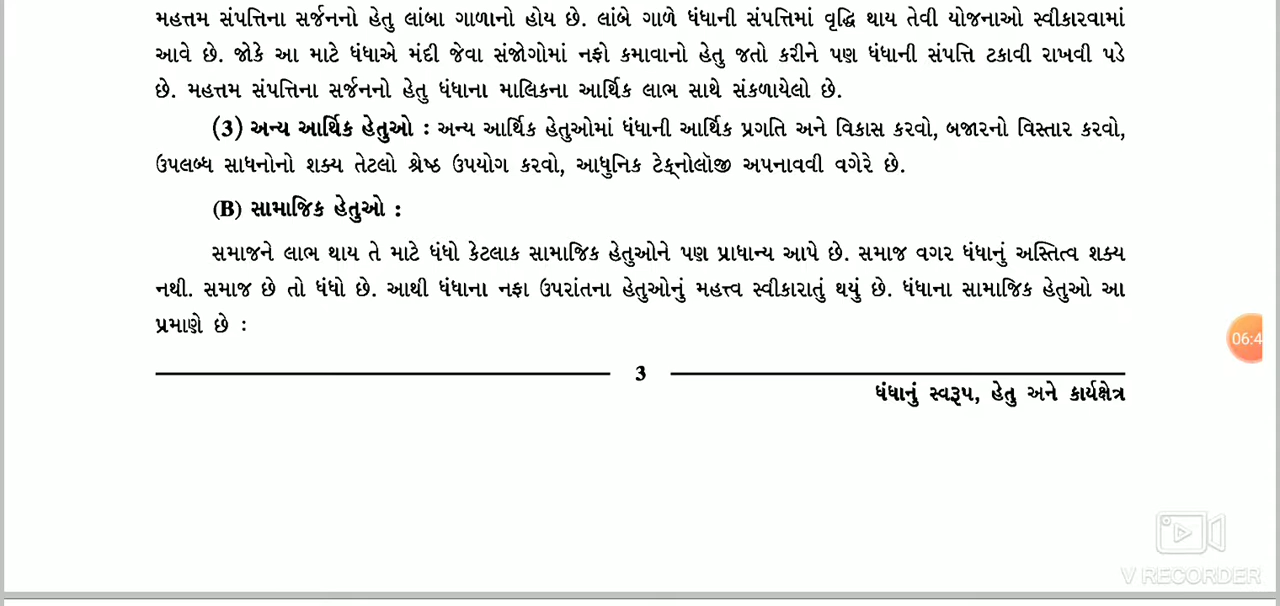 મહત્તમ સંપત્તિના સર્જનનો હેતુ લાંબા ગાળાનો હોય છે. લાંબે ગાળે ધંધાની સંપત્તિમાં વૃદ્ધિ થાય તેવી યોજનાઓ સ્વીકારવામાં
આવે છે. જોકે આ માટે ધંધાએ મંદી જેવા સંજોગોમાં નફો કમાવાનો હેતુ જતો કરીને પણ ધંધાની સંપત્તિ ટકાવી રાખવી પડે
છે. મહત્તમ સંપત્તિના સર્જનનો હેતુ ધંધાના માલિકના આર્થિક લાભ સાથે સંકળાયેલો છે.
(3) અન્ય આર્થિક હેતુઓ : અન્ય આર્થિક હેતુઓમાં ધંધાની આર્થિક પ્રગતિ અને વિકાસ કરવો, બજારનો વિસ્તાર કરવો,
ઉપલબ્ધ સાધનોનો શક્ય તેટલો શ્રેષ્ઠ ઉપયોગ કરવો, આધુનિક ટેક્નોલૉજી અપનાવવી વગેરે છે.
(B) સામાજિક હેતુઓ :
સમાજને લાભ થાય તે માટે ધંધો કેટલાક સામાજિક હેતુઓને પણ પ્રાધાન્ય આપે છે. સમાજ વગર ધંધાનું અસ્તિત્વ શક્ય
નથી. સમાજ છે તો ધંધો છે. આથી ધંધાના નફા ઉપરાંતના હેતુઓનું મહત્ત્વ સ્વીકારાતું થયું છે. ધંધાના સામાજિક હેતુઓ આ
પ્રમાણે છે :
06:4
3
ધંધાનું સ્વરૂપ, હેતુ અને કાર્યક્ષેત્ર
V RECORDER